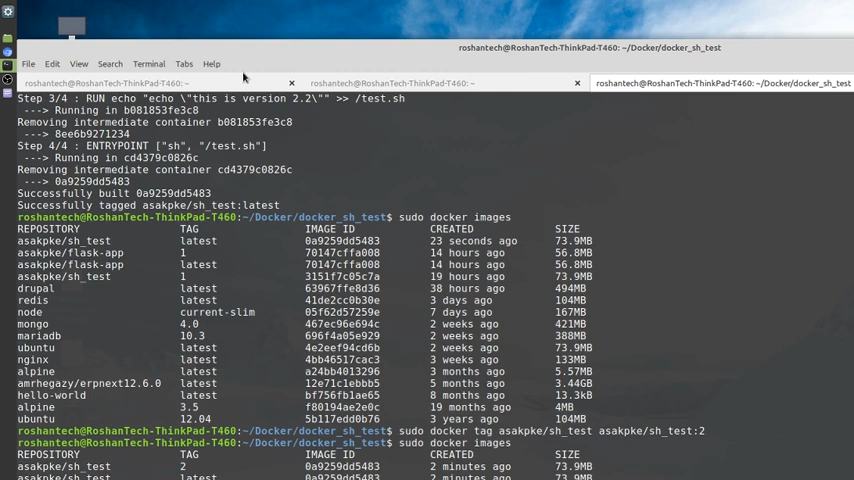 roshantech@RoshanTech-ThinkPad-T460: ~/Docker/docker_sh_test
File Edit View Search Terminal Tabs Help
roshantech@RoshanTech-ThinkPad-T460: ~ × roshantech@RoshanTech-ThinkPad-T460: ~ × roshantech@RoshanTech-ThinkPad-T460: ~/Docker/docker_sh_test
Step 3/4 : RUN echo "echo \"this is version 2.2\"" >> /test.sh
 ---> Running in b081853fe3c8
Removing intermediate container b081853fe3c8
 ---> 8ee6b9271234
Step 4/4 : ENTRYPOINT ["sh", "/test.sh"]
 ---> Running in cd4379c0826c
Removing intermediate container cd4379c0826c
 ---> 0a9259dd5483
Successfully built 0a9259dd5483
Successfully tagged asakpke/sh_test:latest
roshantech@RoshanTech-ThinkPad-T460:~/Docker/docker_sh_test$ sudo docker images
REPOSITORY TAG IMAGE ID CREATED SIZE
asakpke/sh_test latest 0a9259dd5483 23 seconds ago 73.9MB
asakpke/flask-app 1 70147cffa008 14 hours ago 56.8MB
asakpke/flask-app latest 70147cffa008 14 hours ago 56.8MB
asakpke/sh_test 1 3151f7c05c7a 19 hours ago 73.9MB
drupal latest 63967ffe8d36 38 hours ago 494MB
redis latest 41de2cc0b30e 3 days ago 104MB
node current-slim 05f62d57259e 7 days ago 167MB
mongo 4.0 467ec96e694c 2 weeks ago 421MB
mariadb 10.3 696f4a05e929 2 weeks ago 388MB
ubuntu latest 4e2eef94cd6b 2 weeks ago 73.9MB
nginx latest 4bb46517cac3 3 weeks ago 133MB
alpine latest a24bb4013296 3 months ago 5.57MB
amrhegazy/erpnext12.6.0 latest 12e71c1ebbb5 5 months ago 3.44GB
hello-world latest bf756fb1ae65 8 months ago 13.3kB
alpine 3.5 f80194ae2e0c 19 months ago 4MB
ubuntu 12.04 5b117edd0b76 3 years ago 104MB
roshantech@RoshanTech-ThinkPad-T460:~/Docker/docker_sh_test$ sudo docker tag asakpke/sh_test asakpke/sh_test:2
roshantech@RoshanTech-ThinkPad-T460:~/Docker/docker_sh_test$ sudo docker images
REPOSITORY TAG IMAGE ID CREATED SIZE
asakpke/sh_test 2 0a9259dd5483 2 minutes ago 73.9MB
asakpke/sh_test latest 0a9259dd5483 2 minutes ago 73.9MB